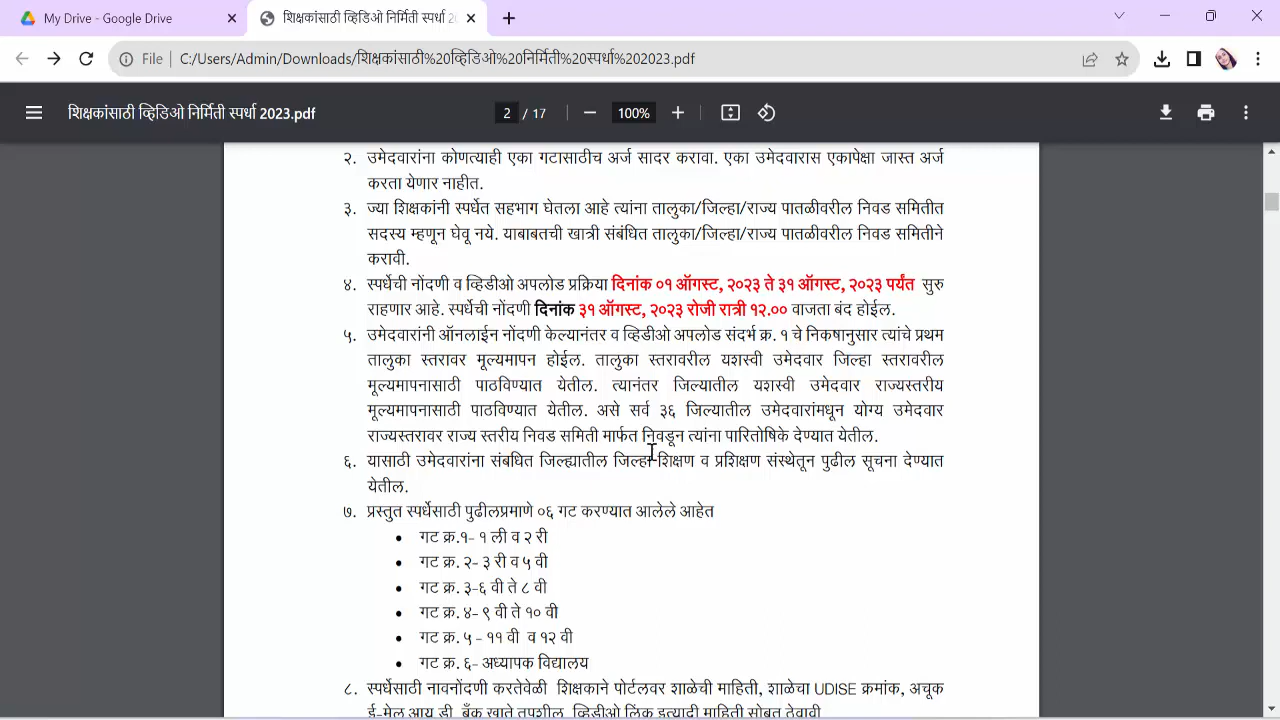 My Drive - Google Drive
शिक्षकांसाठी व्हिडिओ निर्मिती स्पर्धा 2
File C:/Users/Admin/Downloads/शिक्षकांसाठी%20व्हिडिओ%20निर्मिती%20स्पर्धा%202023.pdf
शिक्षकांसाठी व्हिडिओ निर्मिती स्पर्धा 2023.pdf
2 / 17
100%
२. उमेदवारांना कोणत्याही एका गटासाठीच अर्ज सादर करावा. एका उमेदवारास एकापेक्षा जास्त अर्ज
करता येणार नाहीत.
३. ज्या शिक्षकांनी स्पर्धेत सहभाग घेतला आहे त्यांना तालुका/जिल्हा/राज्य पातळीवरील निवड समितीत
सदस्य म्हणून घेवू नये. याबाबतची खात्री संबंधित तालुका/जिल्हा/राज्य पातळीवरील निवड समितीने
करावी.
४. स्पर्धेची नोंदणी व व्हिडीओ अपलोड प्रक्रिया दिनांक ०१ ऑगस्ट, २०२३ ते ३१ ऑगस्ट, २०२३ पर्यंत सुरु
राहणार आहे. स्पर्धेची नोंदणी दिनांक ३१ ऑगस्ट, २०२३ रोजी रात्री १२.०० वाजता बंद होईल.
५. उमेदवारांनी ऑनलाईन नोंदणी केल्यानंतर व व्हिडीओ अपलोड संदर्भ क्र. १ चे निकषानुसार त्यांचे प्रथम
तालुका स्तरावर मूल्यमापन होईल. तालुका स्तरावरील यशस्वी उमेदवार जिल्हा स्तरावरील
मूल्यमापनासाठी पाठविण्यात येतील. त्यानंतर जिल्यातील यशस्वी उमेदवार राज्यस्तरीय
मूल्यमापनासाठी पाठविण्यात येतील. असे सर्व ३६ जिल्यातील उमेदवारांमधून योग्य उमेदवार
राज्यस्तरावर राज्य स्तरीय निवड समिती मार्फत निवडून त्यांना पारितोषिके देण्यात येतील.
६. यासाठी उमेदवारांना संबधित जिल्ह्यातील जिल्हा शिक्षण व प्रशिक्षण संस्थेतून पुढील सूचना देण्यात
येतील.
७. प्रस्तुत स्पर्धेसाठी पुढीलप्रमाणे ०६ गट करण्यात आलेले आहेत
• गट क्र.१- १ ली व २ री
• गट क्र. २- ३ री व ५ वी
• गट क्र. ३-६ वी ते ८ वी
• गट क्र. ४- ९ वी ते १० वी
• गट क्र. ५ - ११ वी व १२ वी
• गट क्र. ६- अध्यापक विद्यालय
८. स्पर्धेसाठी नावनोंदणी करतेवेळी शिक्षकाने पोर्टलवर शाळेची माहिती, शाळेचा UDISE क्रमांक, अचूक
ई-मेल आय डी, बँक खाते तपशील, व्हिडीओ लिंक इत्यादी माहिती सोबत ठेवावी